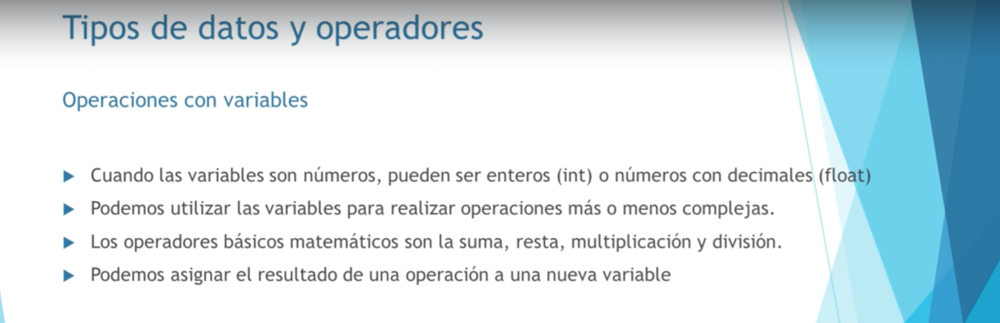 Tipos de datos y operadores
Operaciones con variables
Cuando las variables son números, pueden ser enteros (int) o números con decimales (float)
Podemos utilizar las variables para realizar operaciones más o menos complejas.
Los operadores básicos matemáticos son la suma, resta, multiplicación y división.
Podemos asignar el resultado de una operación a una nueva variable